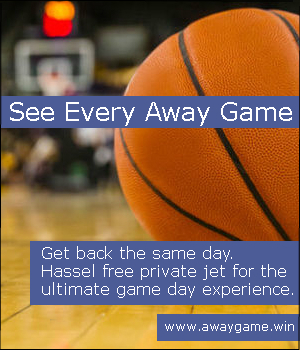 See Every Away Game
Get back the same day.
Hassel free private jet for the
ultimate game day experience.
www.awaygame.win